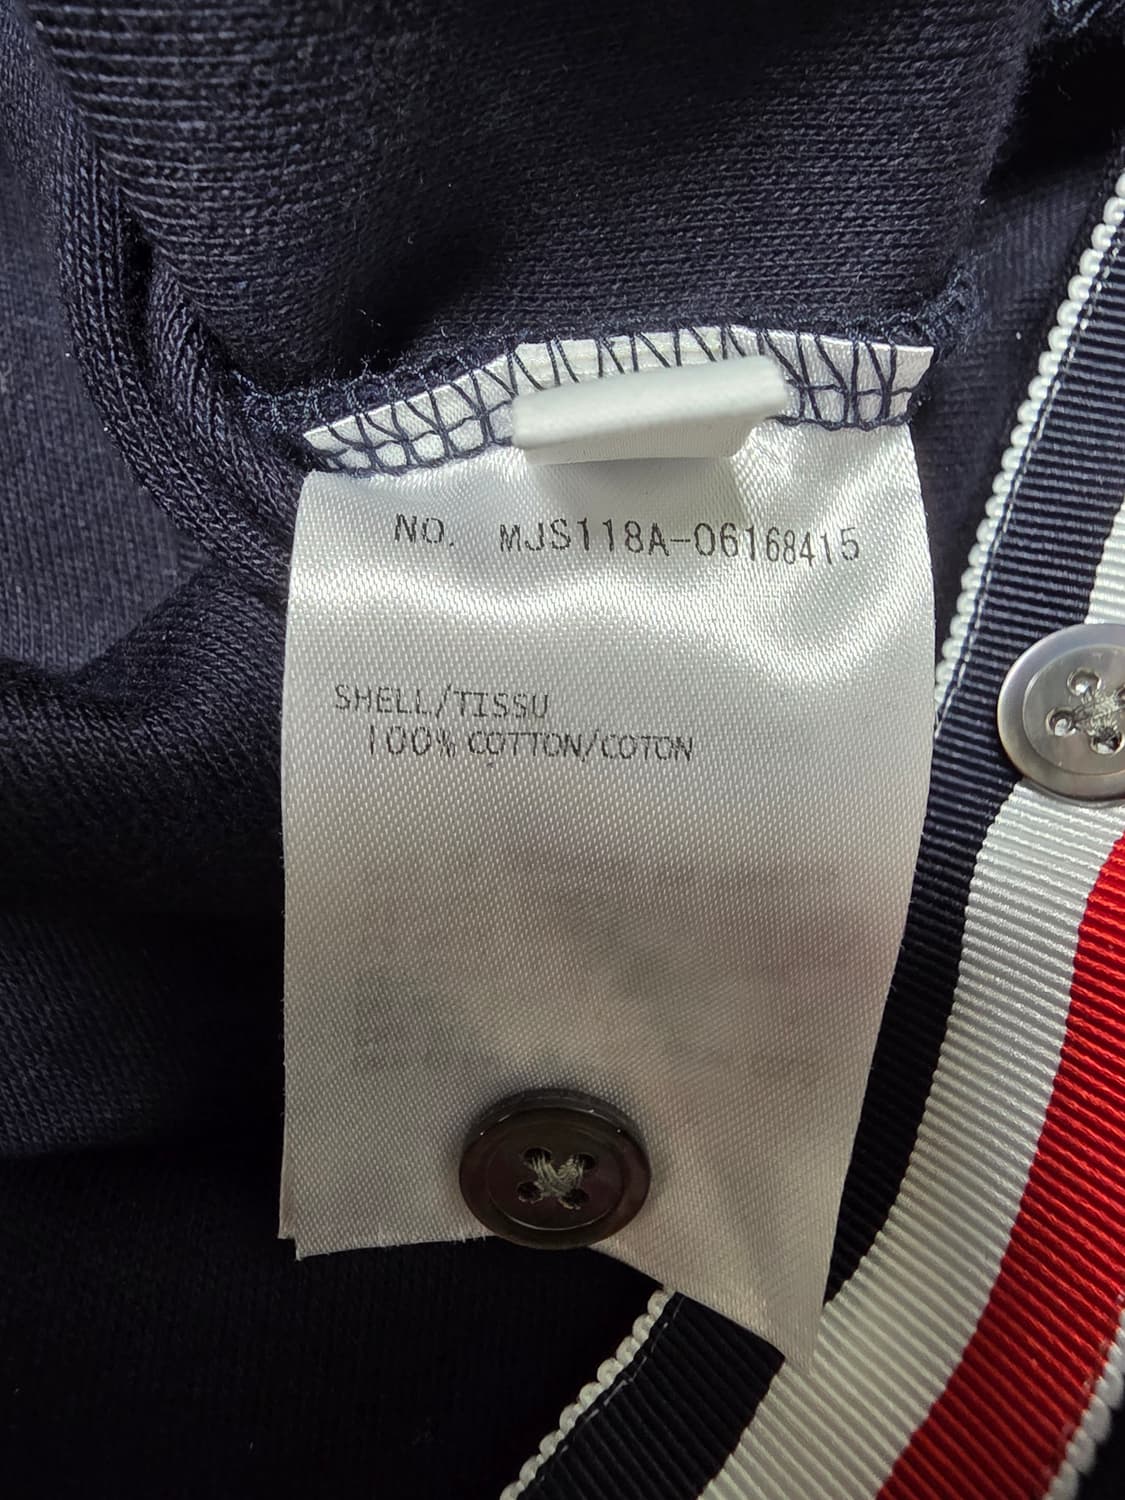 NO. MJS118A-06168415
SHELL/TISSU
100% COTTON/COTON